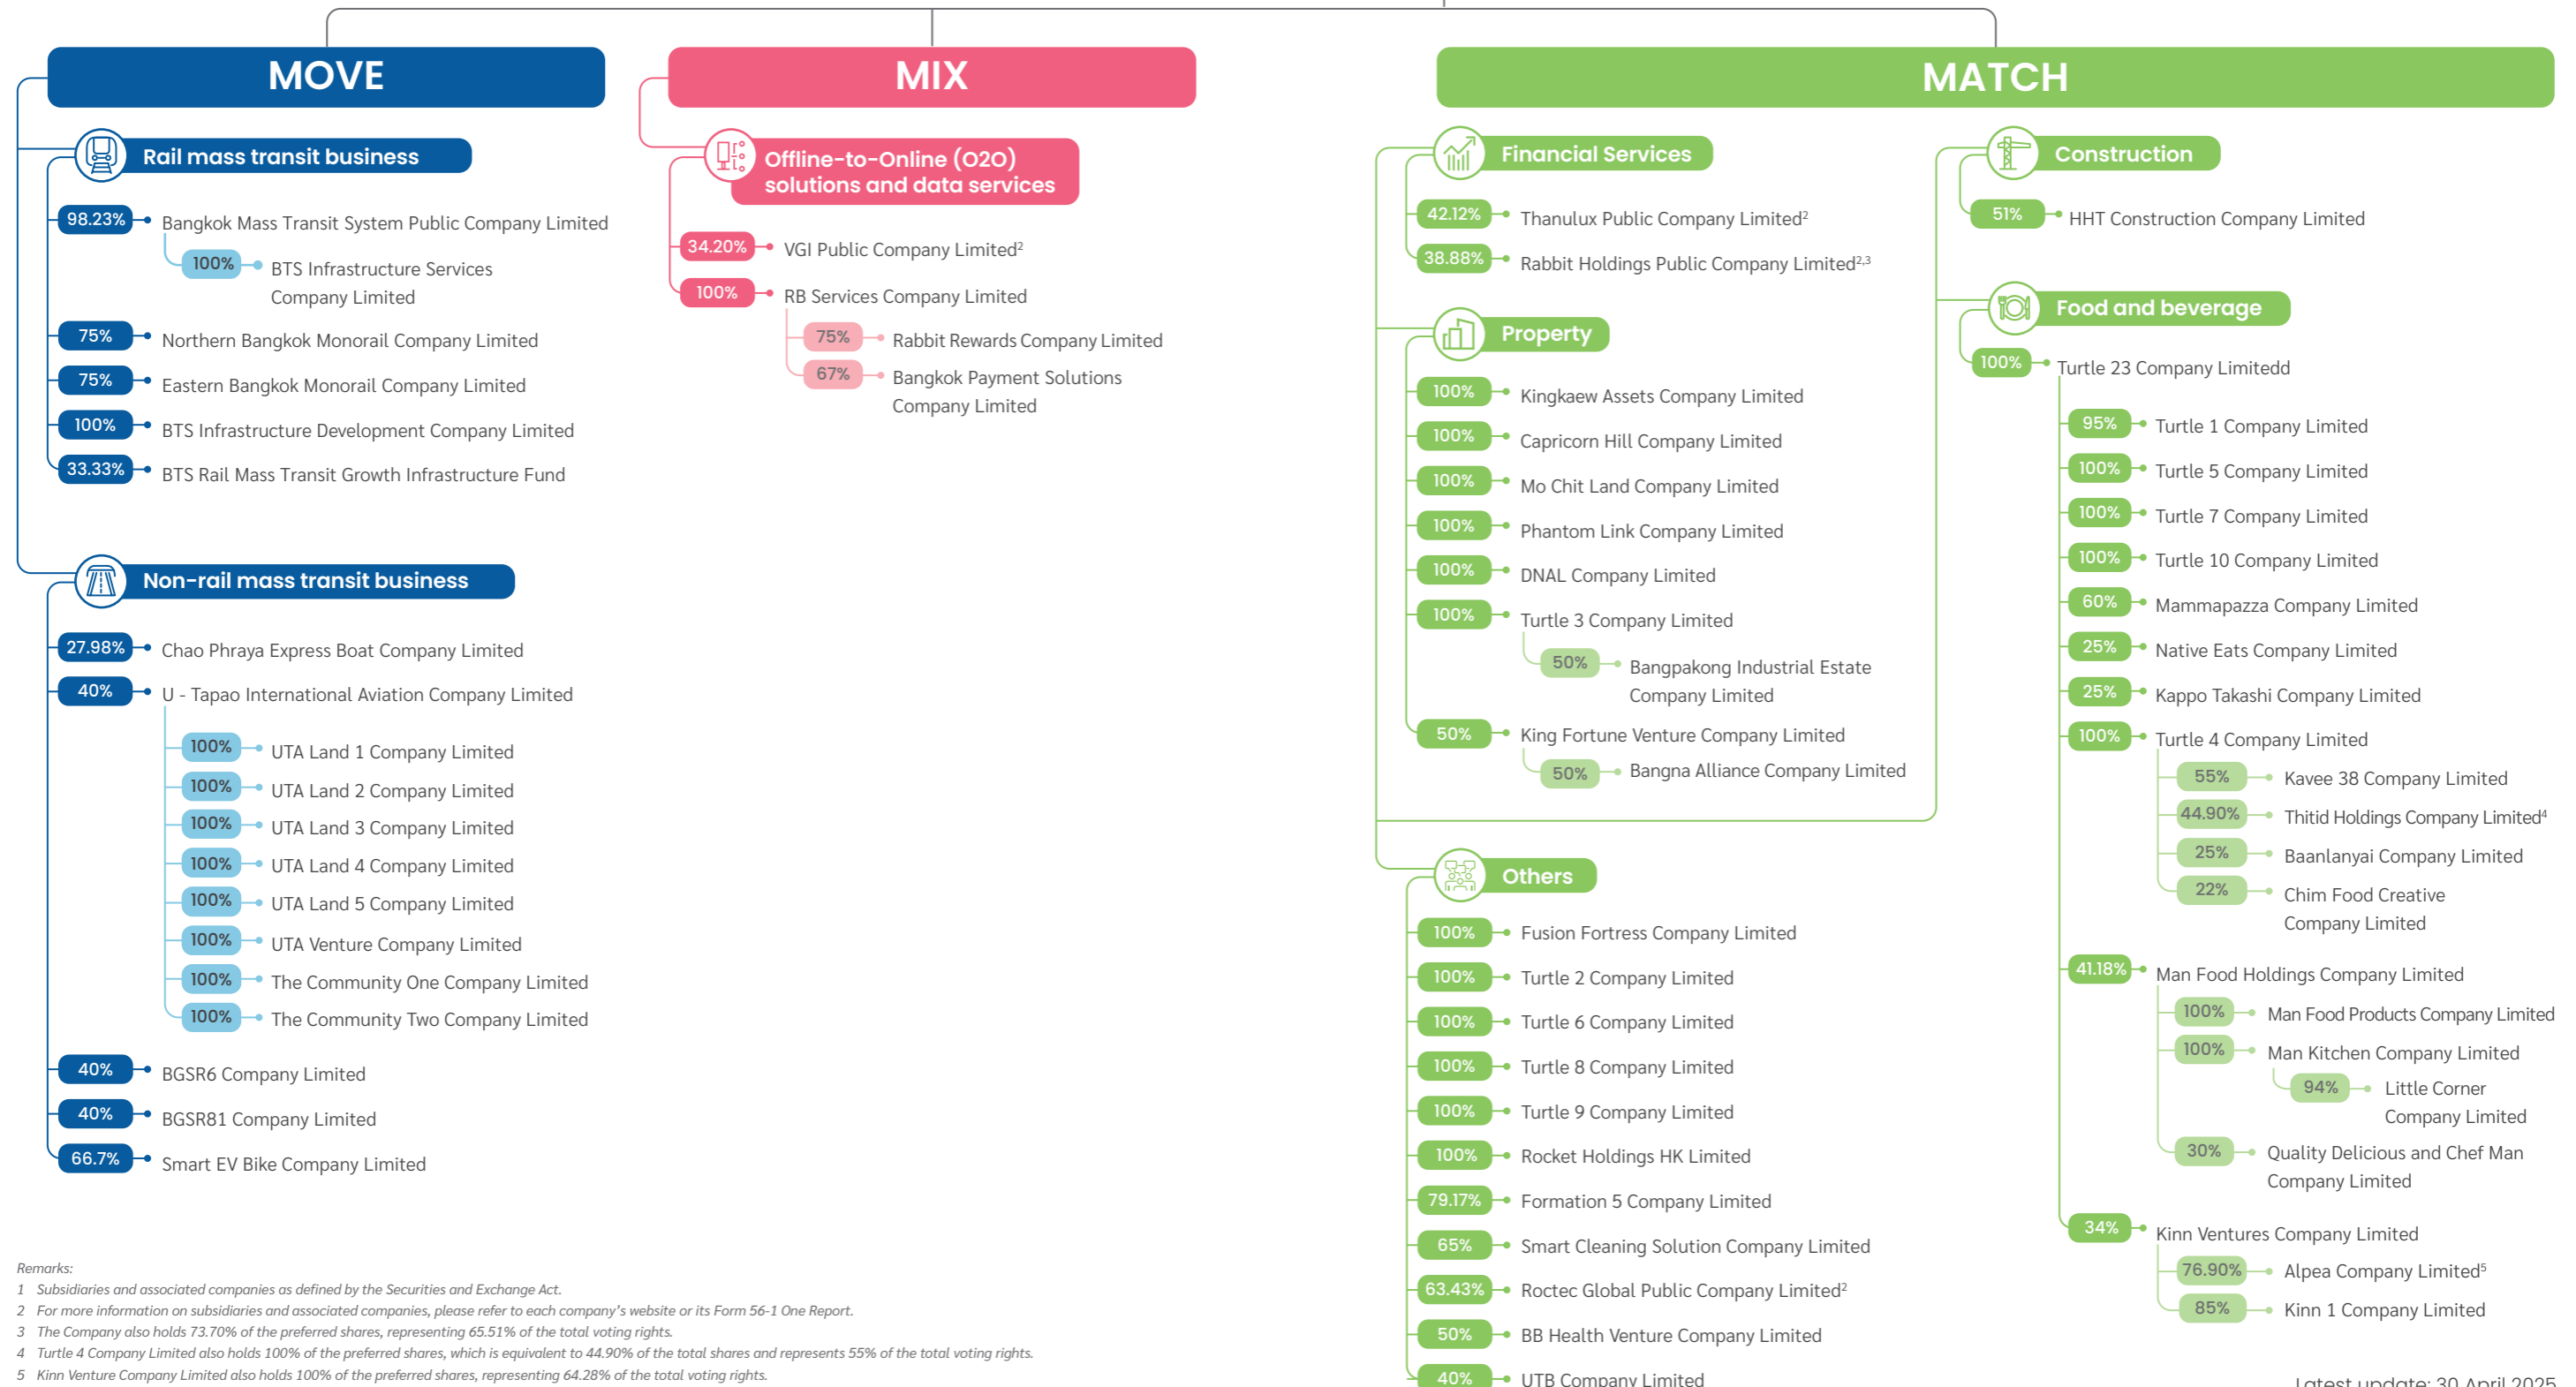 MOVE
Rail mass transit business
98.23% Bangkok Mass Transit System Public Company Limited
100% BTS Infrastructure Services
Company Limited
75% Northern Bangkok Monorail Company Limited
75% Eastern Bangkok Monorail Company Limited
100% BTS Infrastructure Development Company Limited
33.33% BTS Rail Mass Transit Growth Infrastructure Fund
Non-rail mass transit business
27.98% Chao Phraya Express Boat Company Limited
40% U - Tapao International Aviation Company Limited
100% UTA Land 1 Company Limited
100% UTA Land 2 Company Limited
100% UTA Land 3 Company Limited
100% UTA Land 4 Company Limited
100% UTA Land 5 Company Limited
100% UTA Venture Company Limited
100% The Community One Company Limited
100% The Community Two Company Limited
40% BGSR6 Company Limited
40% BGSR81 Company Limited
66.7% Smart EV Bike Company Limited
MIX
Offline-to-Online (O2O)
solutions and data services
34.20% VGI Public Company Limited²
100% RB Services Company Limited
75% Rabbit Rewards Company Limited
67% Bangkok Payment Solutions
Company Limited
MATCH
Financial Services
42.12% Thanulux Public Company Limited²
38.88% Rabbit Holdings Public Company Limited²,³
Property
100% Kingkaew Assets Company Limited
100% Capricorn Hill Company Limited
100% Mo Chit Land Company Limited
100% Phantom Link Company Limited
100% DNAL Company Limited
100% Turtle 3 Company Limited
50% Bangpakong Industrial Estate
Company Limited
50% King Fortune Venture Company Limited
50% Bangna Alliance Company Limited
Others
100% Fusion Fortress Company Limited
100% Turtle 2 Company Limited
100% Turtle 6 Company Limited
100% Turtle 8 Company Limited
100% Turtle 9 Company Limited
100% Rocket Holdings HK Limited
79.17% Formation 5 Company Limited
65% Smart Cleaning Solution Company Limited
63.43% Roctec Global Public Company Limited²
50% BB Health Venture Company Limited
40% UTB Company Limited
Construction
51% HHT Construction Company Limited
Food and beverage
100% Turtle 23 Company Limitedd
95% Turtle 1 Company Limited
100% Turtle 5 Company Limited
100% Turtle 7 Company Limited
100% Turtle 10 Company Limited
60% Mammapazza Company Limited
25% Native Eats Company Limited
25% Kappo Takashi Company Limited
100% Turtle 4 Company Limited
55% Kavee 38 Company Limited
44.90% Thitid Holdings Company Limited⁴
25% Baanlanyai Company Limited
22% Chim Food Creative
Company Limited
41.18% Man Food Holdings Company Limited
100% Man Food Products Company Limited
100% Man Kitchen Company Limited
94% Little Corner
Company Limited
30% Quality Delicious and Chef Man
Company Limited
34% Kinn Ventures Company Limited
76.90% Alpea Company Limited⁵
85% Kinn 1 Company Limited
Remarks:
1 Subsidiaries and associated companies as defined by the Securities and Exchange Act.
2 For more information on subsidiaries and associated companies, please refer to each company's website or its Form 56-1 One Report.
3 The Company also holds 73.70% of the preferred shares, representing 65.51% of the total voting rights.
4 Turtle 4 Company Limited also holds 100% of the preferred shares, which is equivalent to 44.90% of the total shares and represents 55% of the total voting rights.
5 Kinn Venture Company Limited also holds 100% of the preferred shares, representing 64.28% of the total voting rights.
Latest update: 30 April 2025